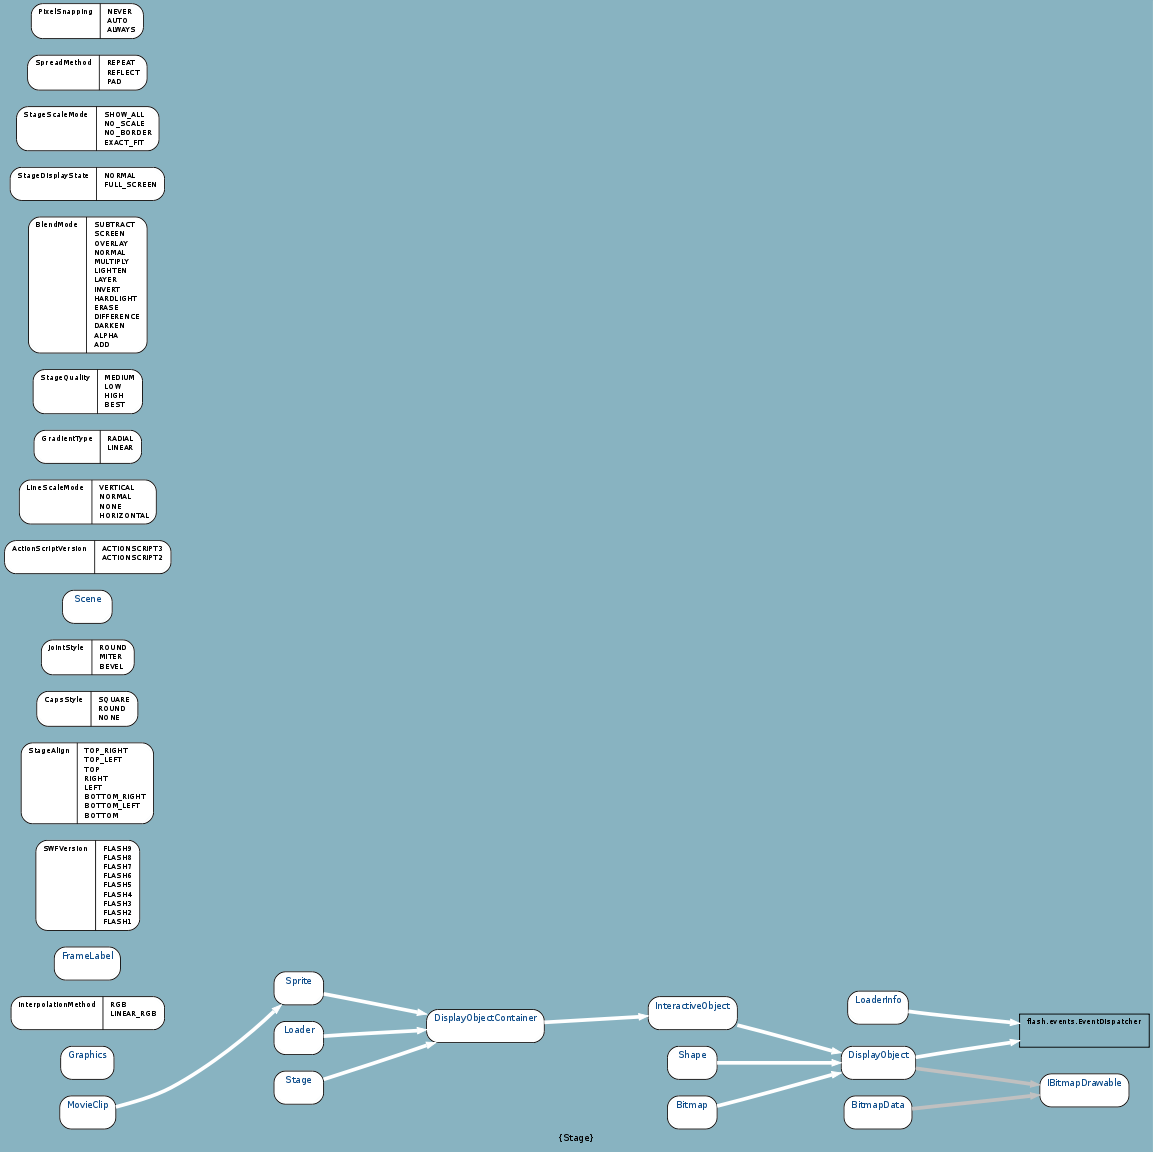 PixelSnapping
NEVER
AUTO
ALWAYS
SpreadMethod
REPEAT
REFLECT
PAD
StageScaleMode
SHOW_ALL
NO_SCALE
NO_BORDER
EXACT_FIT
StageDisplayState
NORMAL
FULL_SCREEN
BlendMode
SUBTRACT
SCREEN
OVERLAY
NORMAL
MULTIPLY
LIGHTEN
LAYER
INVERT
HARDLIGHT
ERASE
DIFFERENCE
DARKEN
ALPHA
ADD
StageQuality
MEDIUM
LOW
HIGH
BEST
GradientType
RADIAL
LINEAR
LineScaleMode
VERTICAL
NORMAL
NONE
HORIZONTAL
ActionScriptVersion
ACTIONSCRIPT3
ACTIONSCRIPT2
Scene
JointStyle
ROUND
MITER
BEVEL
CapsStyle
SQUARE
ROUND
NONE
StageAlign
TOP_RIGHT
TOP_LEFT
TOP
RIGHT
LEFT
BOTTOM_RIGHT
BOTTOM_LEFT
BOTTOM
SWFVersion
FLASH9
FLASH8
FLASH7
FLASH6
FLASH5
FLASH4
FLASH3
FLASH2
FLASH1
FrameLabel
InterpolationMethod
RGB
LINEAR_RGB
Graphics
MovieClip
Sprite
Loader
Stage
DisplayObjectContainer
InteractiveObject
Shape
Bitmap
LoaderInfo
DisplayObject
BitmapData
flash.events.EventDispatcher
IBitmapDrawable
{Stage}